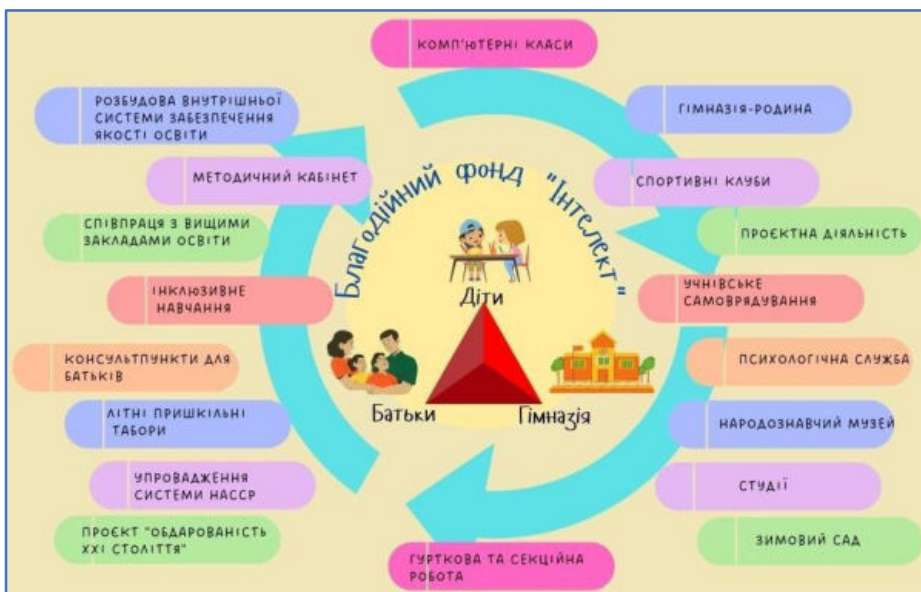 КОМП'ЮТЕРНІ КЛАСИ
РОЗБУДОВА ВНУТРІШНЬОЇ
СИСТЕМИ ЗАБЕЗПЕЧЕННЯ
ЯКОСТІ ОСВІТИ
МЕТОДИЧНИЙ КАБІНЕТ
СПІВПРАЦЯ З ВИЩИМИ
ЗАКЛАДАМИ ОСВІТИ
ІНКЛЮЗИВНЕ
НАВЧАННЯ
КОНСУЛЬТПУНКТИ ДЛЯ
БАТЬКІВ
ЛІТНІ ПРИШКІЛЬНІ
ТАБОРИ
УПРОВАДЖЕННЯ
СИСТЕМИ НАССР
ПРОЄКТ "ОБДАРОВАНІСТЬ
ХХІ СТОЛІТТЯ"
Благодійний фонд "Інтелект"
Діти
Батьки
Гімназія
ГІМНАЗІЯ-РОДИНА
СПОРТИВНІ КЛУБИ
ПРОЄКТНА ДІЯЛЬНІСТЬ
УЧНІВСЬКЕ
САМОВРЯДУВАННЯ
ПСИХОЛОГІЧНА СЛУЖБА
НАРОДОЗНАВЧИЙ МУЗЕЙ
СТУДІЇ
ЗИМОВИЙ САД
ГУРТКОВА ТА СЕКЦІЙНА
РОБОТА